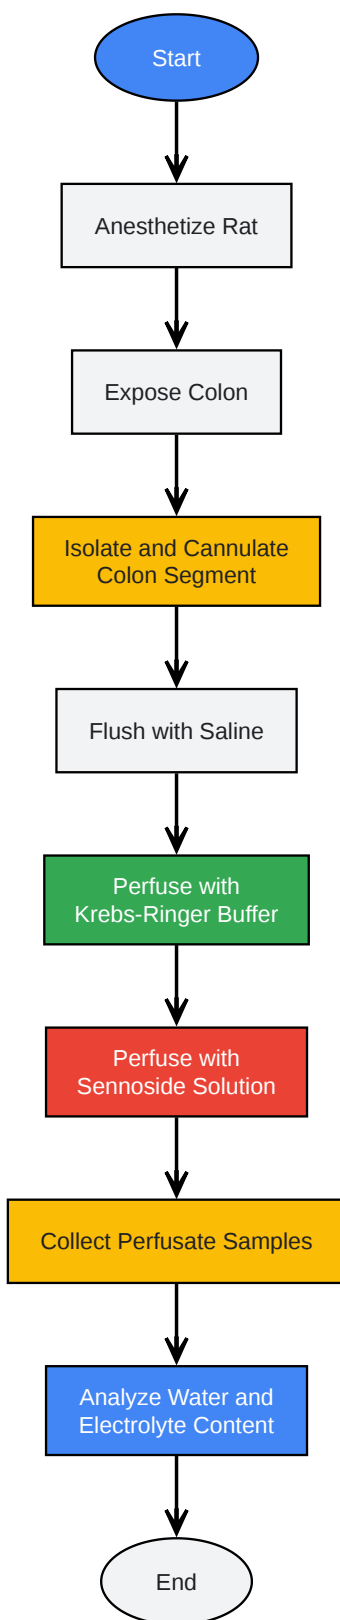 Start
Anesthetize Rat
Expose Colon
Isolate and Cannulate
Colon Segment
Flush with Saline
Perfuse with
Krebs-Ringer Buffer
Perfuse with
Sennoside Solution
Collect Perfusate Samples
Analyze Water and
Electrolyte Content
End